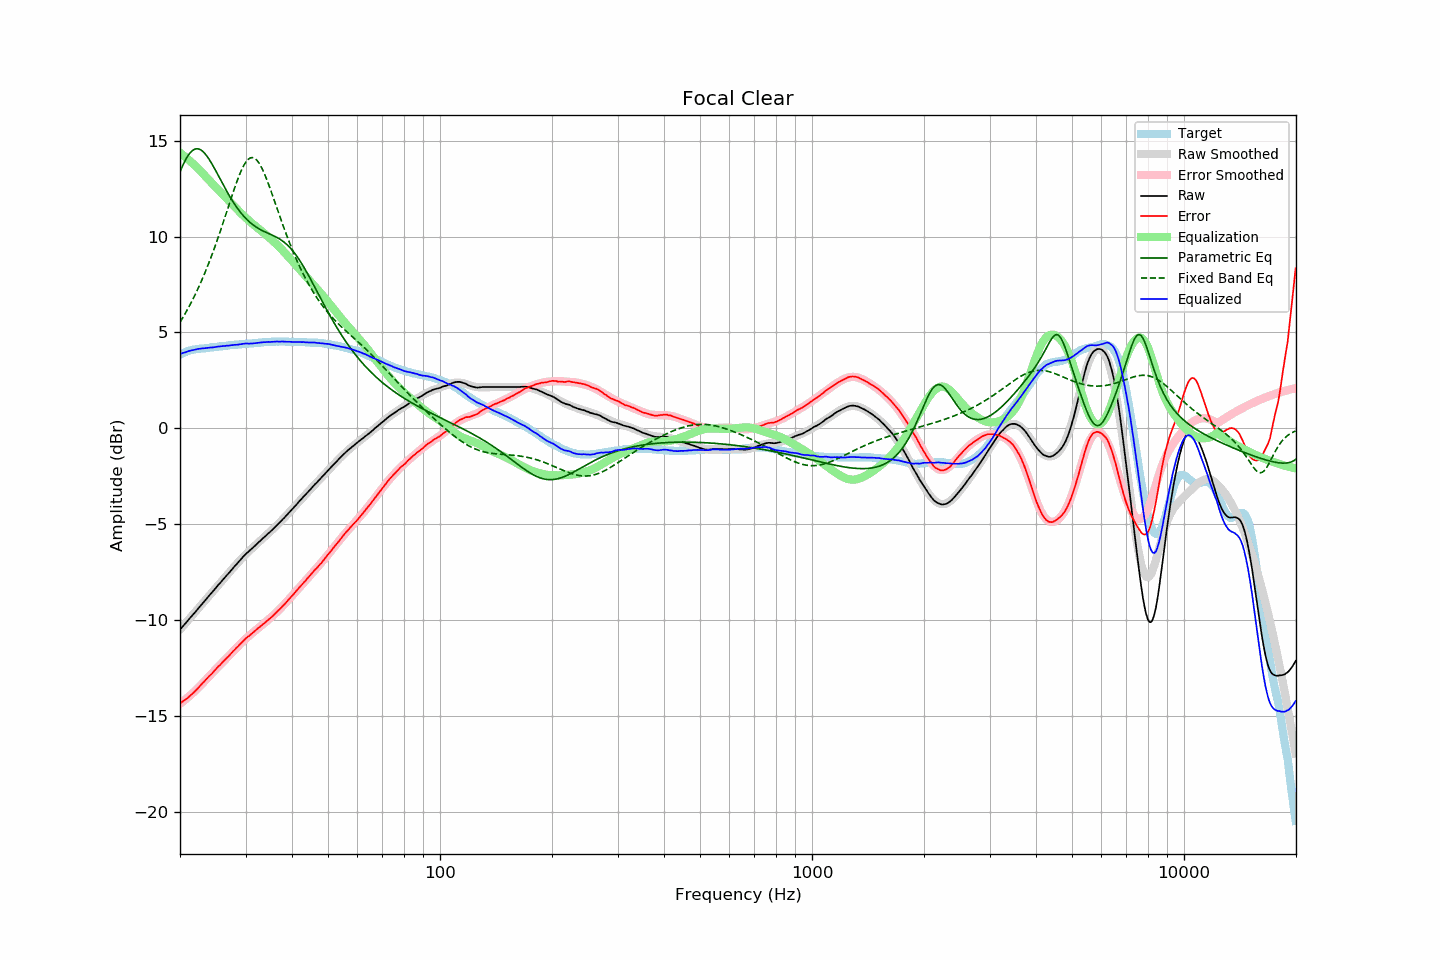 Focal Clear
Target
Raw Smoothed
Error Smoothed
Raw
Error
Equalization
Parametric Eq
Fixed Band Eq
Equalized
Amplitude (dBr)
15
10
5
0
−5
−10
−15
−20
100 1000 10000
Frequency (Hz)